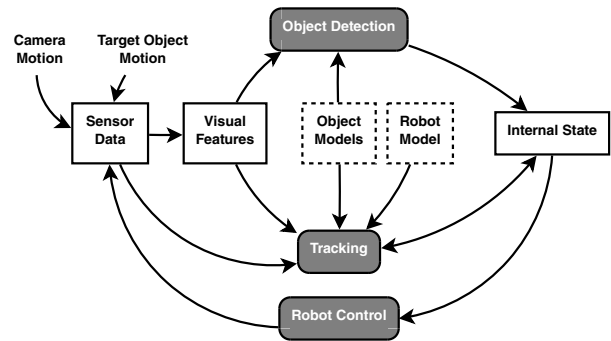 Object Detection
Camera
Motion
Target Object
Motion
Sensor
Data
Visual
Features
Object
Models
Robot
Model
Internal State
Tracking
Robot Control